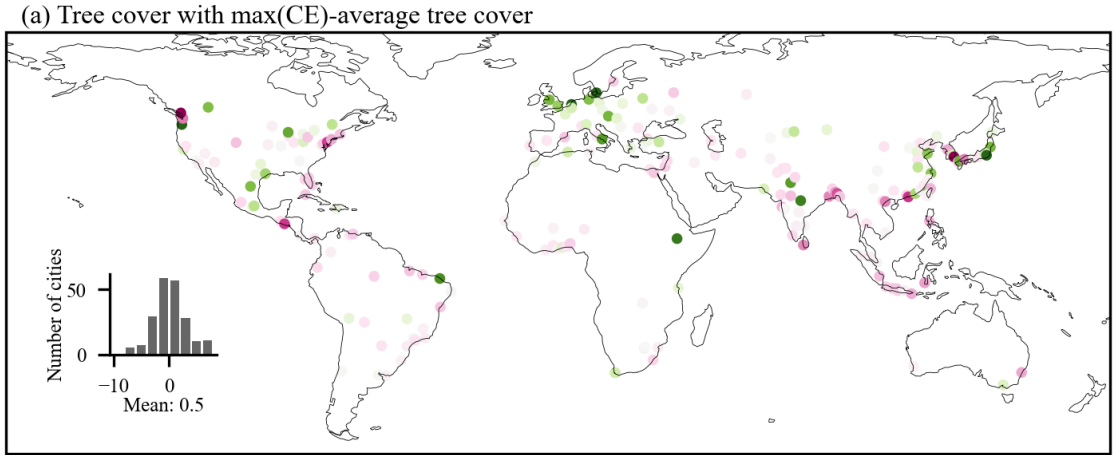 (a) Tree cover with max(CE)-average tree cover
Number of cities
50
0
−10
0
Mean: 0.5